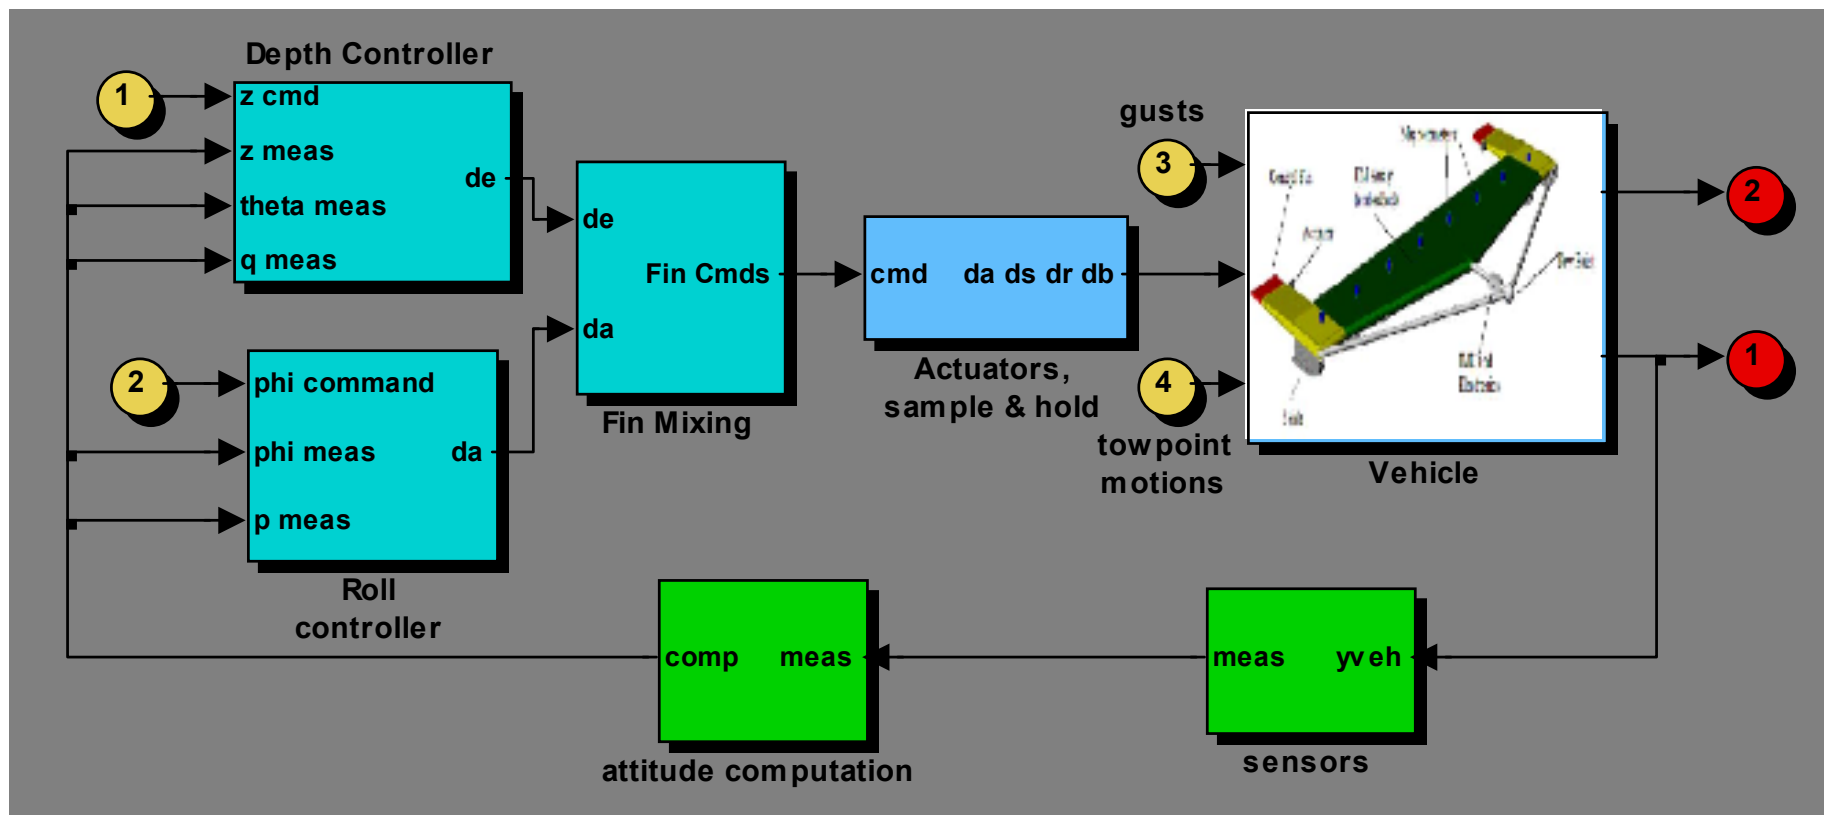 Depth Controller
1
z cmd
z meas
theta meas
q meas
de
2
phi command
phi meas
p meas
da
Roll
controller
de
da
Fin Cmds
Fin Mixing
cmd
da ds dr db
Actuators,
sample & hold
gusts
3
4
towpoint
motions
Vehicle
2
1
comp
meas
attitude computation
meas
yveh
sensors